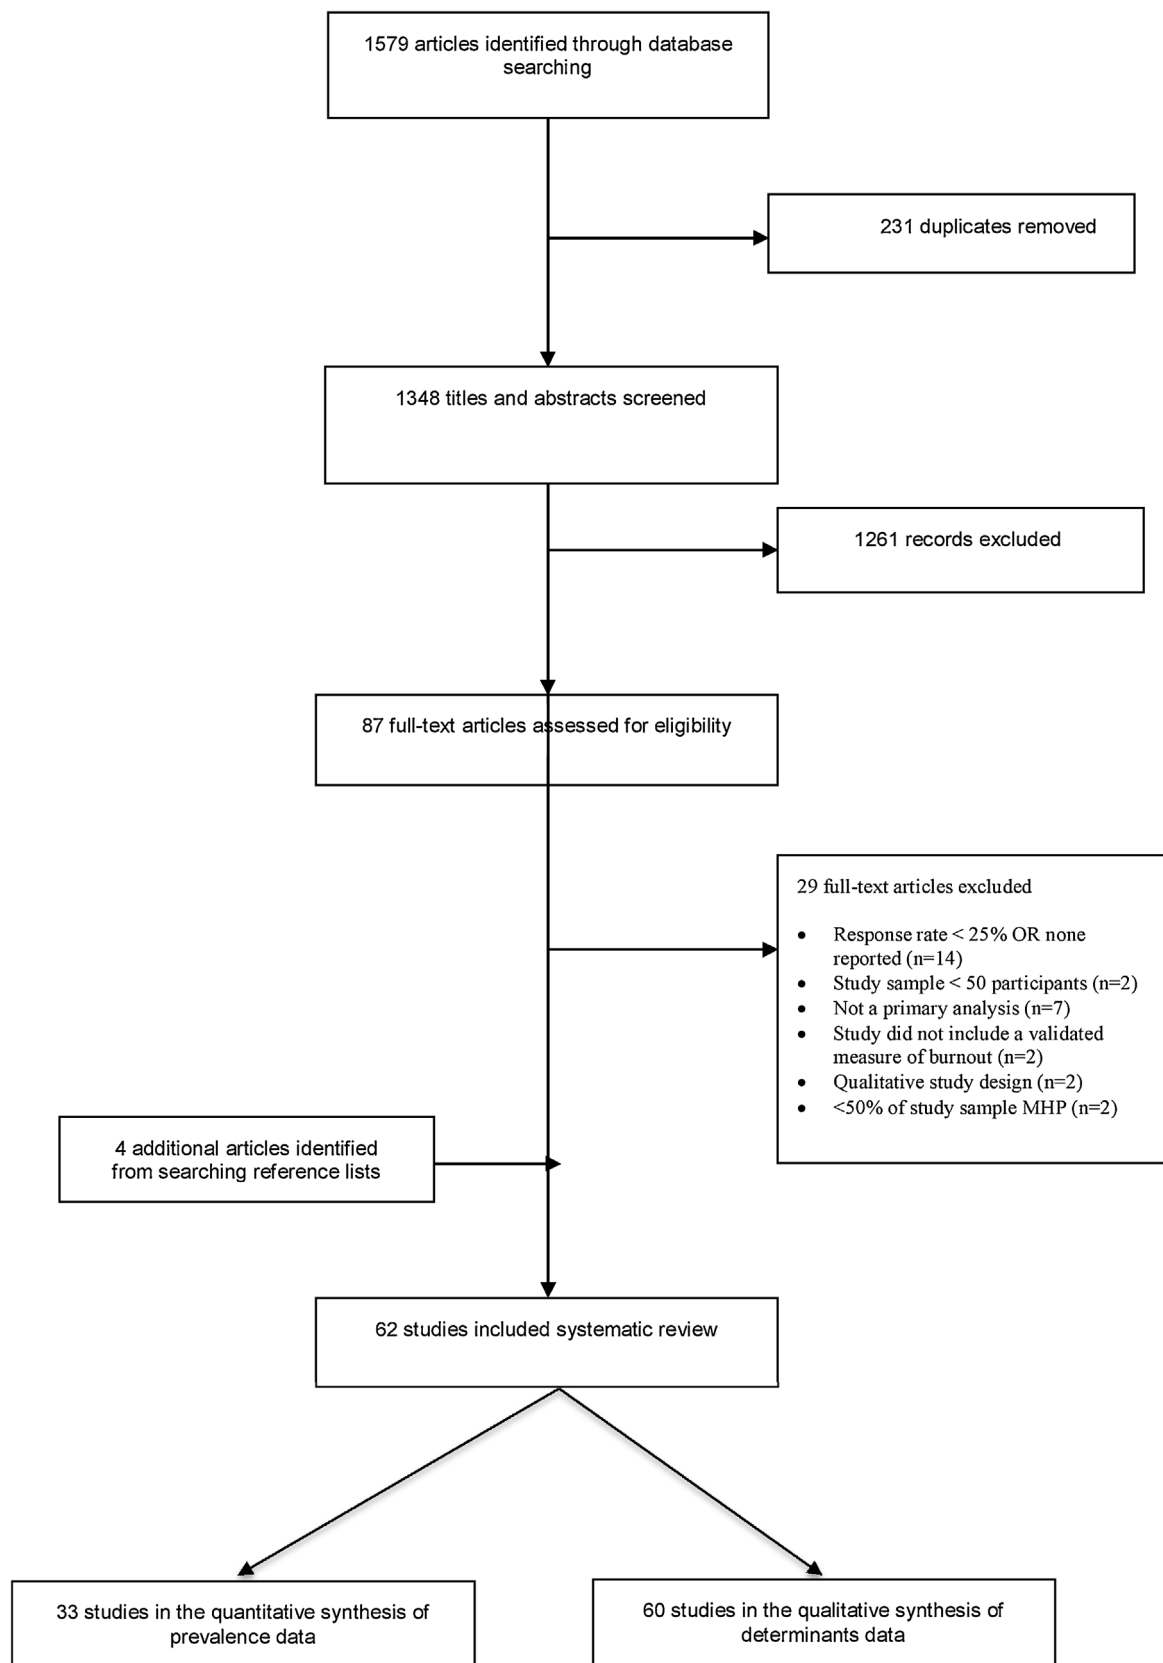 1579 articles identified through database
searching
231 duplicates removed
1348 titles and abstracts screened
1261 records excluded
87 full-text articles assessed for eligibility
29 full-text articles excluded
• Response rate < 25% OR none
reported (n=14)
• Study sample < 50 participants (n=2)
• Not a primary analysis (n=7)
• Study did not include a validated
measure of burnout (n=2)
• Qualitative study design (n=2)
• <50% of study sample MHP (n=2)
4 additional articles identified
from searching reference lists
62 studies included systematic review
33 studies in the quantitative synthesis of
prevalence data
60 studies in the qualitative synthesis of
determinants data